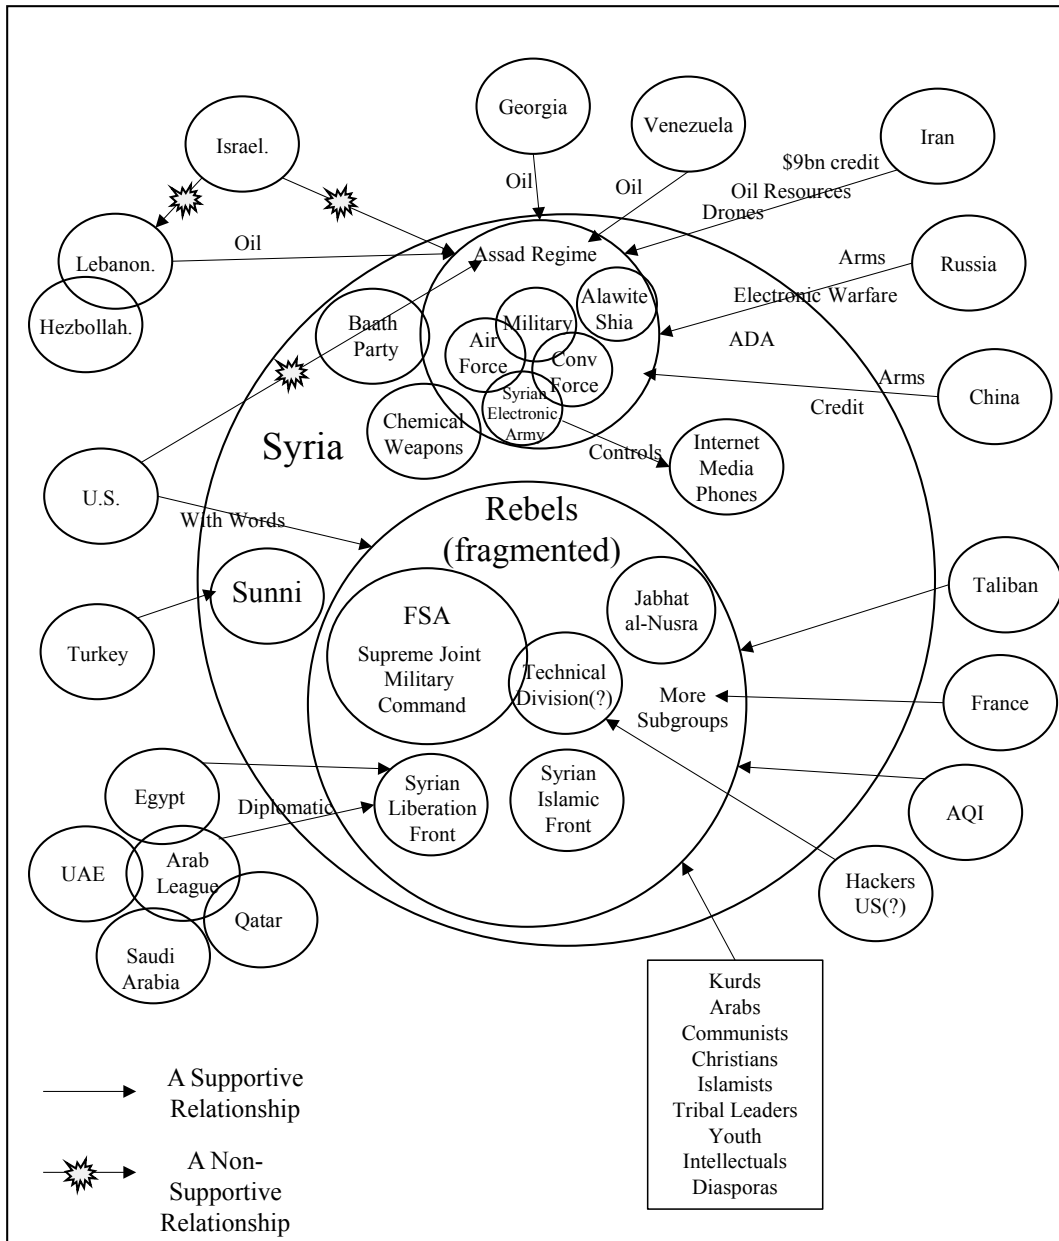 Georgia
Venezuela
Iran
Israel.
$9bn credit
Oil
Oil
Oil Resources
Drones
Oil
Lebanon.
Assad Regime
Arms
Russia
Hezbollah.
Electronic Warfare
ADA
Baath
Party
Alawite
Shia
Military
Air
Force
Conv
Force
Syrian
Electronic
Army
Arms
Credit
China
Chemical
Weapons
Syria
Controls
Internet
Media
Phones
U.S.
With Words
Rebels
(fragmented)
Taliban
Sunni
Turkey
FSA
Supreme Joint
Military
Command
Jabhat
al-Nusra
Technical
Division(?)
More
Subgroups
France
Egypt
Diplomatic
Syrian
Liberation
Front
Syrian
Islamic
Front
AQI
UAE
Arab
League
Qatar
Saudi
Arabia
Hackers
US(?)
Kurds
Arabs
Communists
Christians
Islamists
Tribal Leaders
Youth
Intellectuals
Diasporas
A Supportive
Relationship
A Non-
Supportive
Relationship